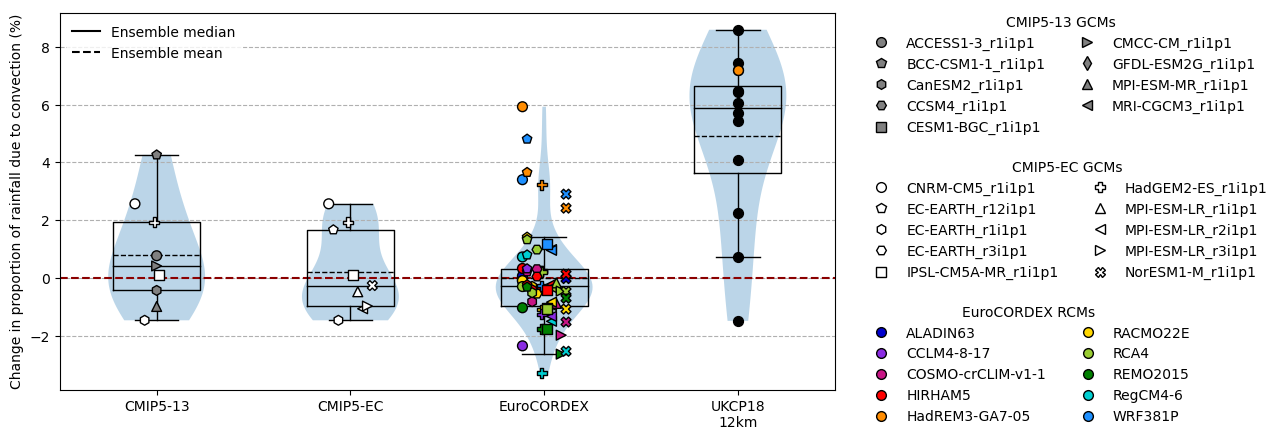 Change in proportion of rainfall due to convection (%)
8
6
4
2
0
−2
Ensemble median
Ensemble mean
CMIP5-13
CMIP5-EC
EuroCORDEX
UKCP18
12km
CMIP5-13 GCMs
ACCESS1-3_r1i1p1
BCC-CSM1-1_r1i1p1
CanESM2_r1i1p1
CCSM4_r1i1p1
CESM1-BGC_r1i1p1
CMCC-CM_r1i1p1
GFDL-ESM2G_r1i1p1
MPI-ESM-MR_r1i1p1
MRI-CGCM3_r1i1p1
CMIP5-EC GCMs
CNRM-CM5_r1i1p1
EC-EARTH_r12i1p1
EC-EARTH_r1i1p1
EC-EARTH_r3i1p1
IPSL-CM5A-MR_r1i1p1
HadGEM2-ES_r1i1p1
MPI-ESM-LR_r1i1p1
MPI-ESM-LR_r2i1p1
MPI-ESM-LR_r3i1p1
NorESM1-M_r1i1p1
EuroCORDEX RCMs
ALADIN63
CCLM4-8-17
COSMO-crCLIM-v1-1
HIRHAM5
HadREM3-GA7-05
RACMO22E
RCA4
REMO2015
RegCM4-6
WRF381P